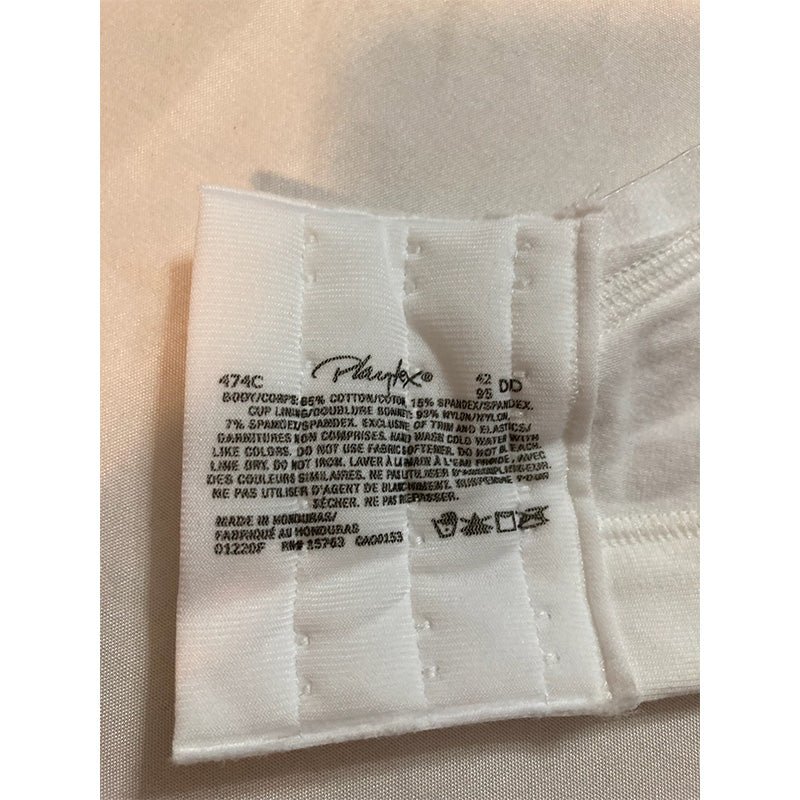 474C Playtex® 42 DD
95
BODY/CORPS: 85% COTTON/COTON, 15% SPANDEX/SPANDEX.
CUP LINING/DOUBLURE BONNETS: 93% NYLON/NYLON,
7% SPANDEX/SPANDEX. EXCLUSIVE OF TRIM AND ELASTICS/
GARNITURES NON COMPRISES. HAND WASH COLD WATER WITH
LIKE COLORS. DO NOT USE FABRIC SOFTENER. DO NOT BLEACH.
LINE DRY. DO NOT IRON. LAVER À LA MAIN À L'EAU FROIDE, AVEC
DES COULEURS SIMILAIRES. NE PAS UTILISER D'ASSOUPLISSEUR.
NE PAS UTILISER D'AGENT DE BLANCHIMENT. SUSPENDRE POUR
SÉCHER. NE PAS REPASSER.
MADE IN HONDURAS/
FABRIQUÉ AU HONDURAS
01220F RN# 15763 CA00153